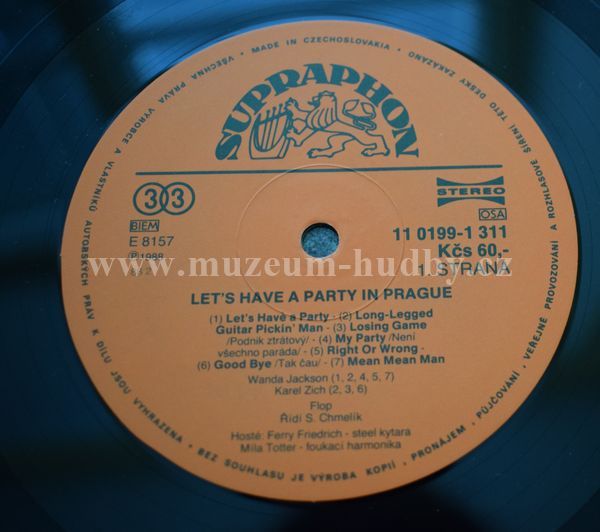 VŠECHNA PRÁVA VÝROBCE A VLASTNÍKŮ AUTORSKÝCH PRÁV K DÍLU JSOU VYHRAZENA • BEZ SOUHLASU JE VÝROBA KOPIÍ, PRONÁJEM, PŮJČOVÁNÍ, VEŘEJNÉ PROVOZOVÁNÍ A ROZHLASOVÉ ŠÍŘENÍ TÉTO DESKY ZAKÁZÁNO • MADE IN CZECHOSLOVAKIA •
SUPRAPHON
33
BIEM
E 8157
Ⓟ 1988
STEREO
OSA
11 0199-1 311
Kčs 60,-
1. STRANA
www.muzeum-hudby.cz
LET'S HAVE A PARTY IN PRAGUE
(1) Let's Have a Party - (2) Long-Legged
Guitar Pickin' Man - (3) Losing Game
/Podnik ztrátový/ - (4) My Party /Není
všechno paráda/ - (5) Right Or Wrong -
(6) Good Bye /Tak čau/ - (7) Mean Mean Man
Wanda Jackson (1, 2, 4, 5, 7)
Karel Zich (2, 3, 6)
Flop
Řídí S. Chmelík
Hosté: Ferry Friedrich - steel kytara
Míla Totter - foukací harmonika